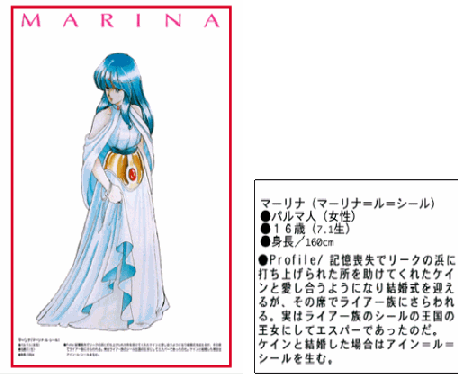 MARINA
マーリナ (マーリナ=ル=シール)
●パルマ人 (女性)
●16歳 (7.1生)
●身長/160cm
●Profile/ 記憶喪失でリークの浜に
打ち上げられた所を助けてくれたケイ
ンと愛し合うようになり結婚式を迎え
るが、その席でライアー族にさらわれ
る。実はライアー族のシールの王国の
王女にしてエスパーであったのだ。
ケインと結婚した場合はアイン=ル=
シールを生む。